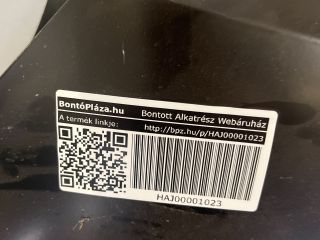 BontóPláza.hu Bontott Alkatrész Webáruház
A termék linkje: http://bpz.hu/p/HAJ00001023
HAJ00001023